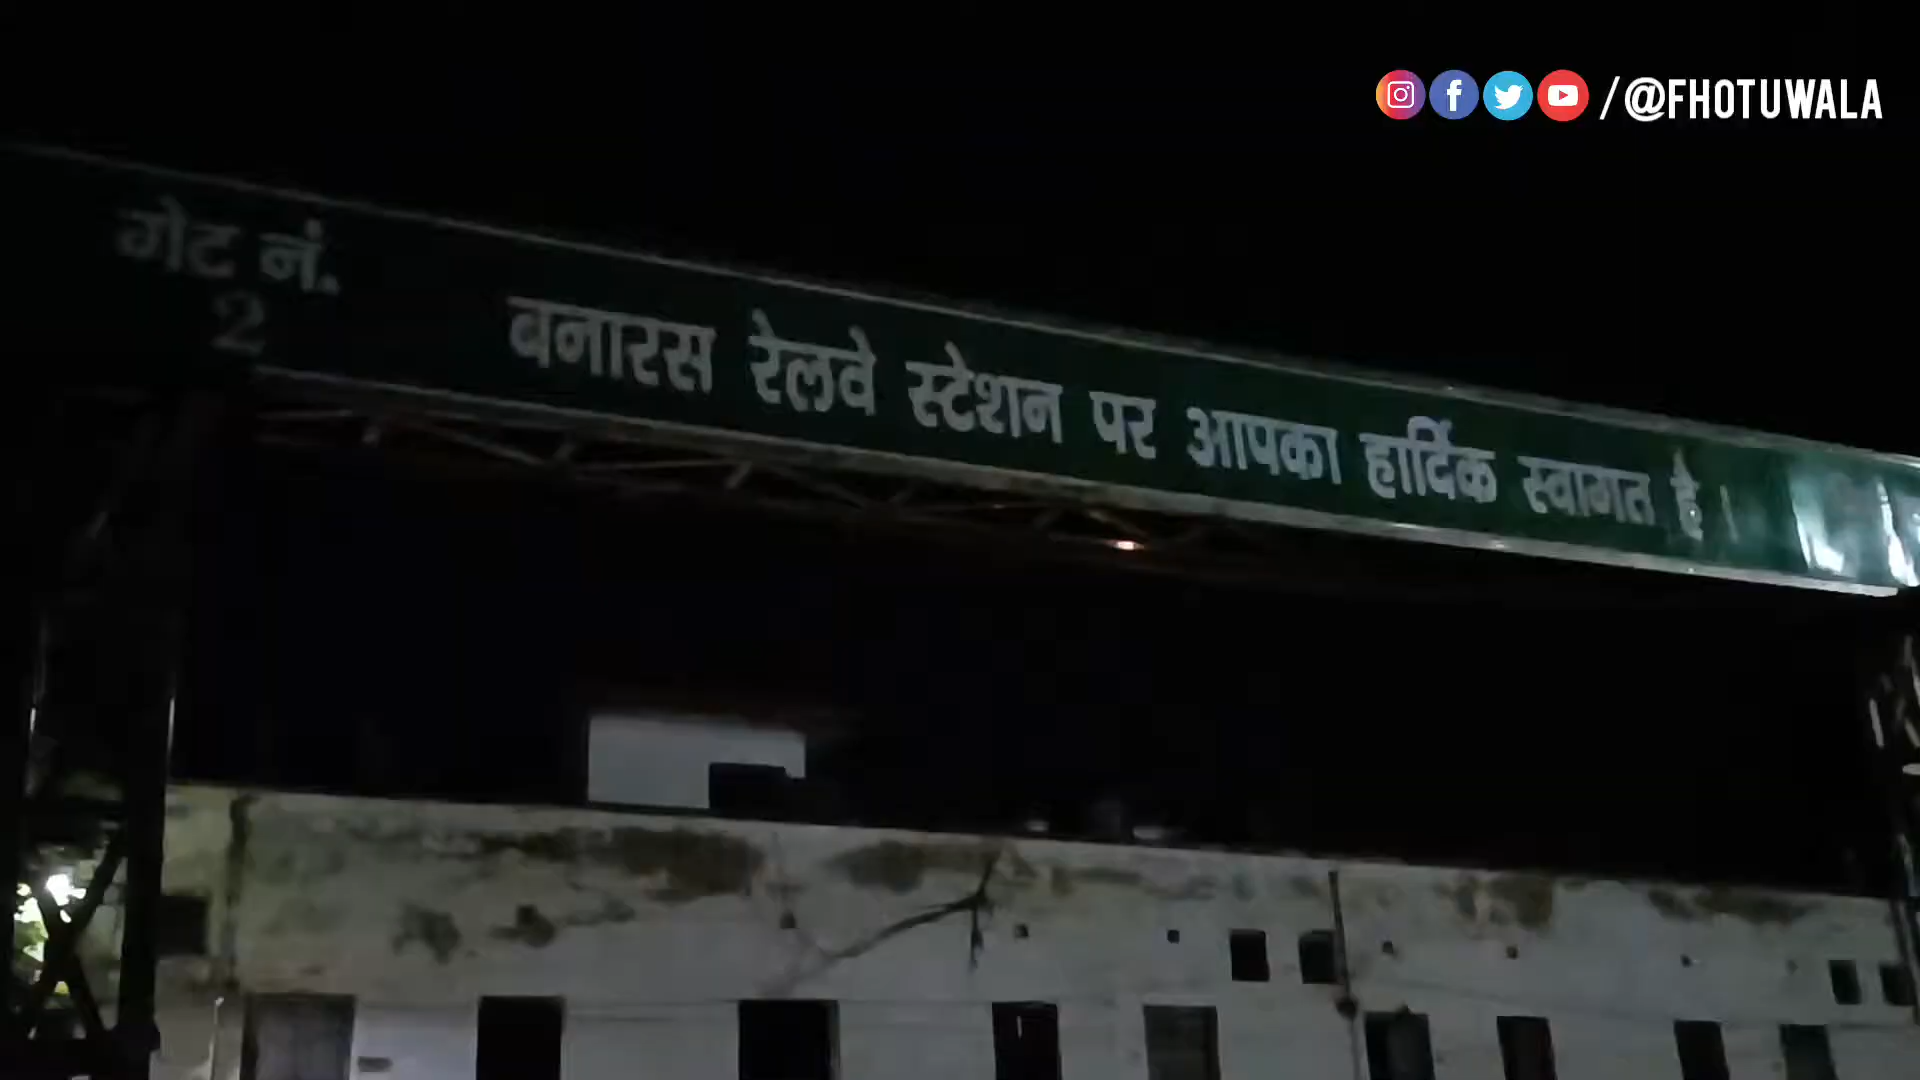 /@FHOTUWALA
गेट नं.
2
बनारस रेलवे स्टेशन पर आपका हार्दिक स्वागत है